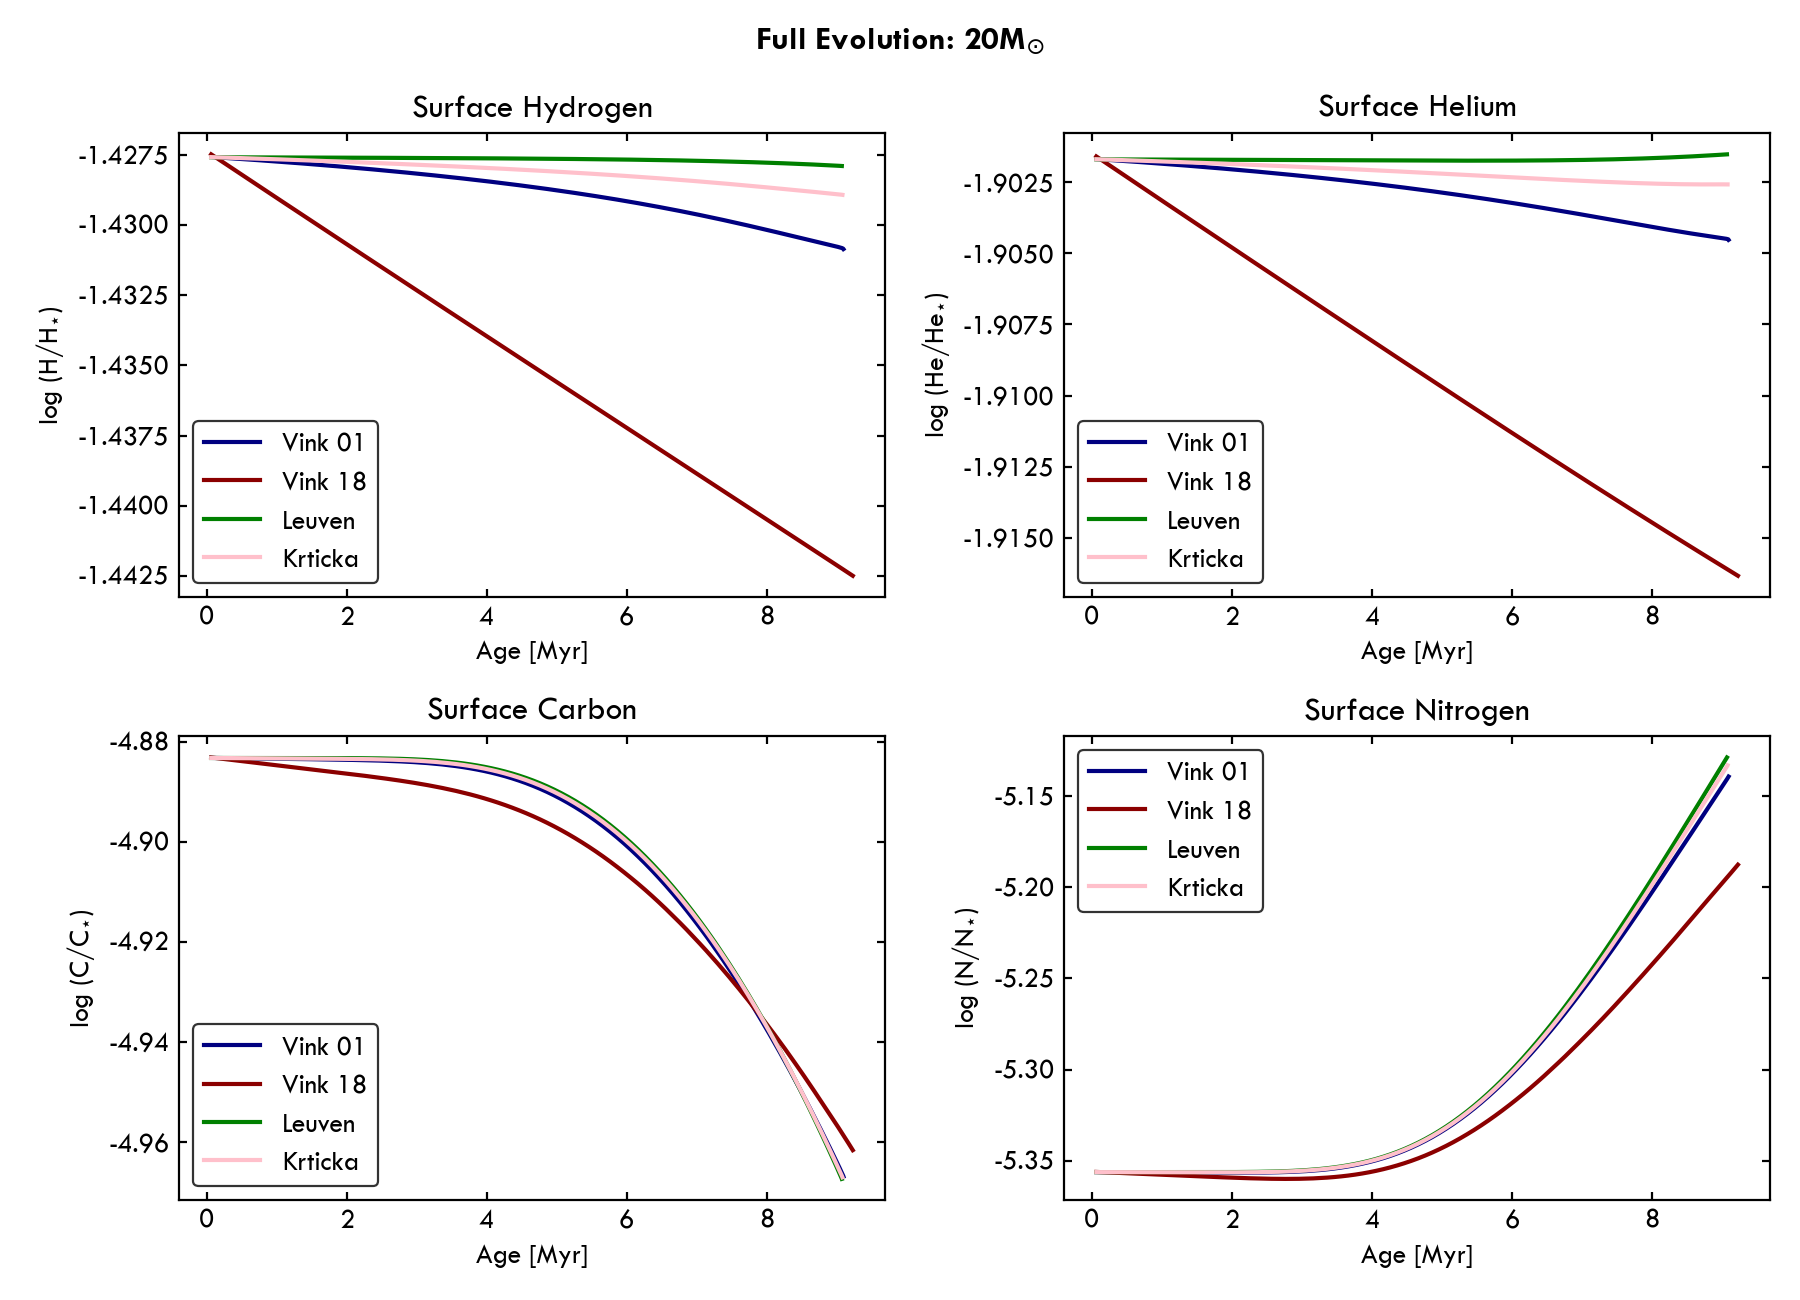 Full Evolution: 20M☉
Surface Hydrogen
log (H/H⋆)
-1.4275
-1.4300
-1.4325
-1.4350
-1.4375
-1.4400
-1.4425
Vink 01
Vink 18
Leuven
Krticka
0 2 4 6 8
Age [Myr]
Surface Helium
log (He/He⋆)
-1.9025
-1.9050
-1.9075
-1.9100
-1.9125
-1.9150
Vink 01
Vink 18
Leuven
Krticka
0 2 4 6 8
Age [Myr]
Surface Carbon
log (C/C⋆)
-4.88
-4.90
-4.92
-4.94
-4.96
Vink 01
Vink 18
Leuven
Krticka
0 2 4 6 8
Age [Myr]
Surface Nitrogen
log (N/N⋆)
-5.15
-5.20
-5.25
-5.30
-5.35
Vink 01
Vink 18
Leuven
Krticka
0 2 4 6 8
Age [Myr]